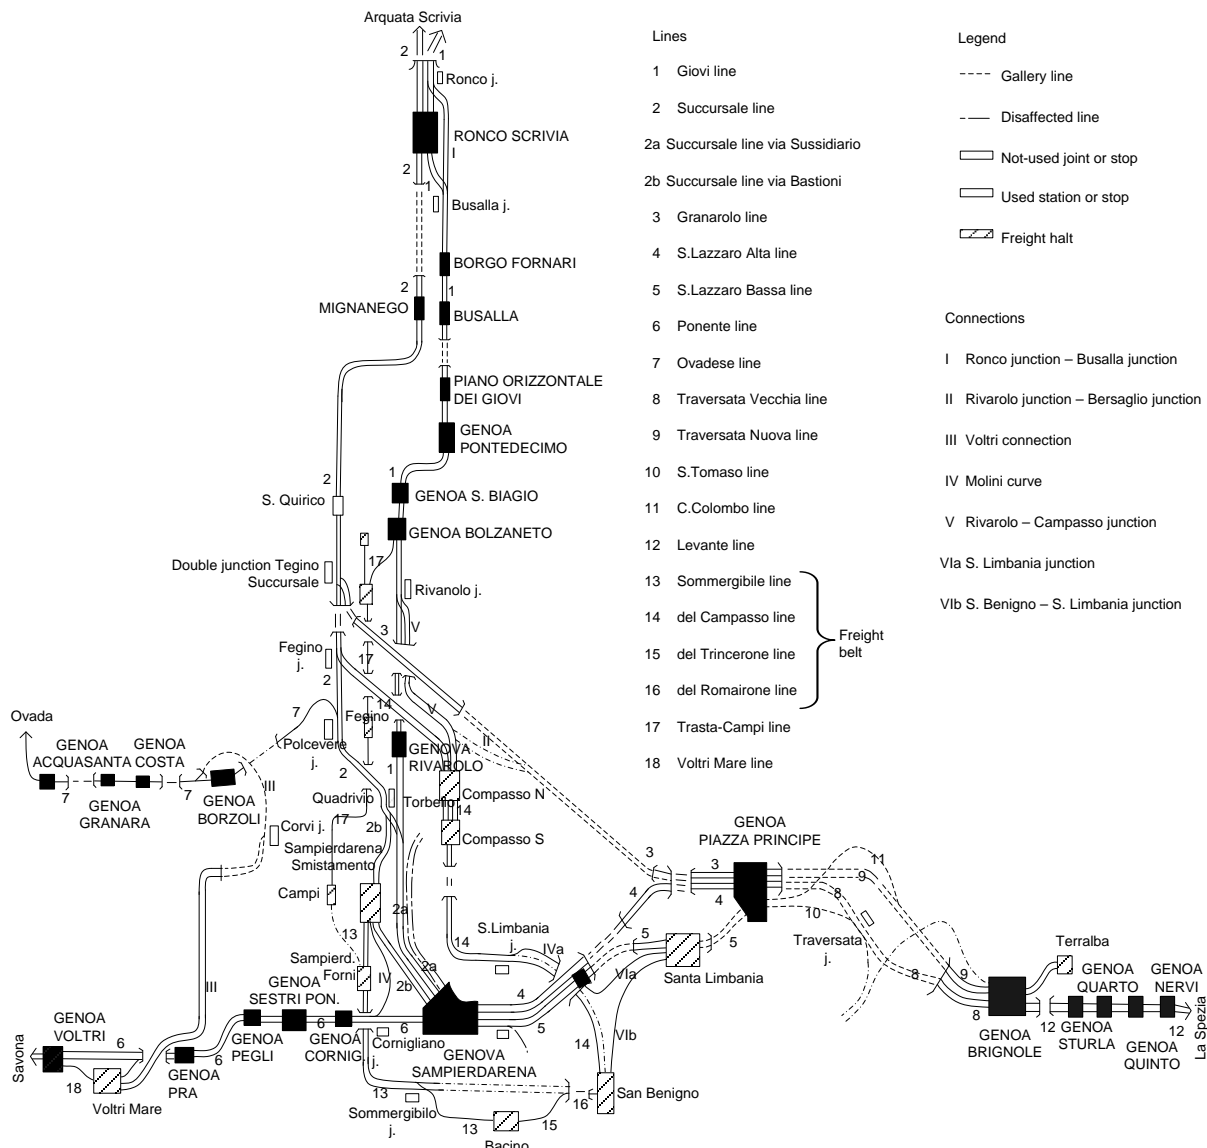 Arquata Scrivia
2
1
Ronco j.
RONCO SCRIVIA
I
2
1
Busalla j.
BORGO FORNARI
2
1
MIGNANEGO
BUSALLA
PIANO ORIZZONTALE
DEI GIOVI
GENOA
PONTEDECIMO
1
2
S. Quirico
GENOA S. BIAGIO
GENOA BOLZANETO
17
Double junction Tegino
Succursale
Rivanolo j.
V
3
Fegino
j.
17
2
14
V
Ovada
7
Fegino
II
Polcevere
j.
GENOVA
RIVAROLO
GENOA
ACQUASANTA
GENOA
COSTA
2
1
7
GENOA
GRANARA
7
GENOA
BORZOLI
III
Quadrivio
Torbella
Compasso N
14
17
2b
Corvi j.
Compasso S
Sampierdarena
Smistamento
Campi
2a
13
14
S.Limbania
j.
IVa
Sampierd.
Forni
IV
2a
2b
VIa
5
5
Santa Limbania
4
3
GENOA
PIAZZA PRINCIPE
3
4
11
9
8
10
Traversata
j.
8
9
8
Terralba
GENOA
BRIGNOLE
12
GENOA
QUARTO
GENOA
NERVI
GENOA
STURLA
GENOA
QUINTO
12
La Spezia
III
GENOA
SESTRI PON.
GENOA
VOLTRI
6
Savona
18
Voltri Mare
GENOA
PRA
6
GENOA
PEGLI
6
GENOA
CORNIG.
6
Cornigliano
j.
4
5
GENOVA
SAMPIERDARENA
14
VIb
San Benigno
16
13
Sommergibilo
j.
13
15
Bacino
Lines
1 Giovi line
2 Succursale line
2a Succursale line via Sussidiario
2b Succursale line via Bastioni
3 Granarolo line
4 S.Lazzaro Alta line
5 S.Lazzaro Bassa line
6 Ponente line
7 Ovadese line
8 Traversata Vecchia line
9 Traversata Nuova line
10 S.Tomaso line
11 C.Colombo line
12 Levante line
13 Sommergibile line
14 del Campasso line
15 del Trincerone line
16 del Romairone line
Freight
belt
17 Trasta-Campi line
18 Voltri Mare line
Legend
Gallery line
Disaffected line
Not-used joint or stop
Used station or stop
Freight halt
Connections
I Ronco junction – Busalla junction
II Rivarolo junction – Bersaglio junction
III Voltri connection
IV Molini curve
V Rivarolo – Campasso junction
VIa S. Limbania junction
VIb S. Benigno – S. Limbania junction